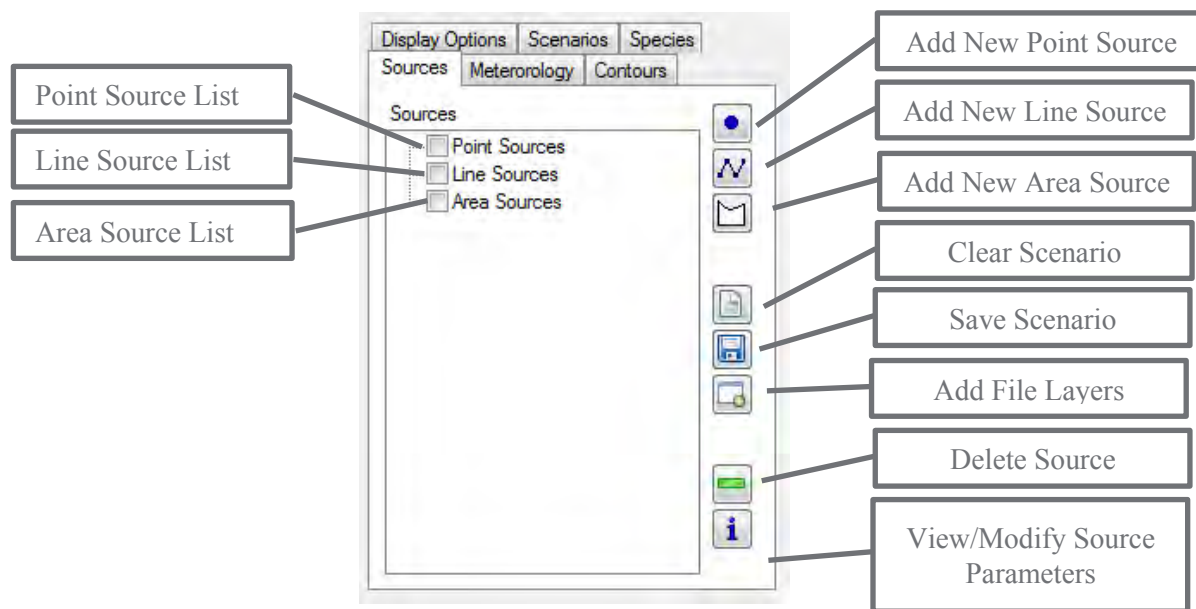 Display Options Scenarios Species
Sources Meterorology Contours
Sources
Point Sources
Line Sources
Area Sources
Point Source List
Line Source List
Area Source List
Add New Point Source
Add New Line Source
Add New Area Source
Clear Scenario
Save Scenario
Add File Layers
Delete Source
View/Modify Source
Parameters
i